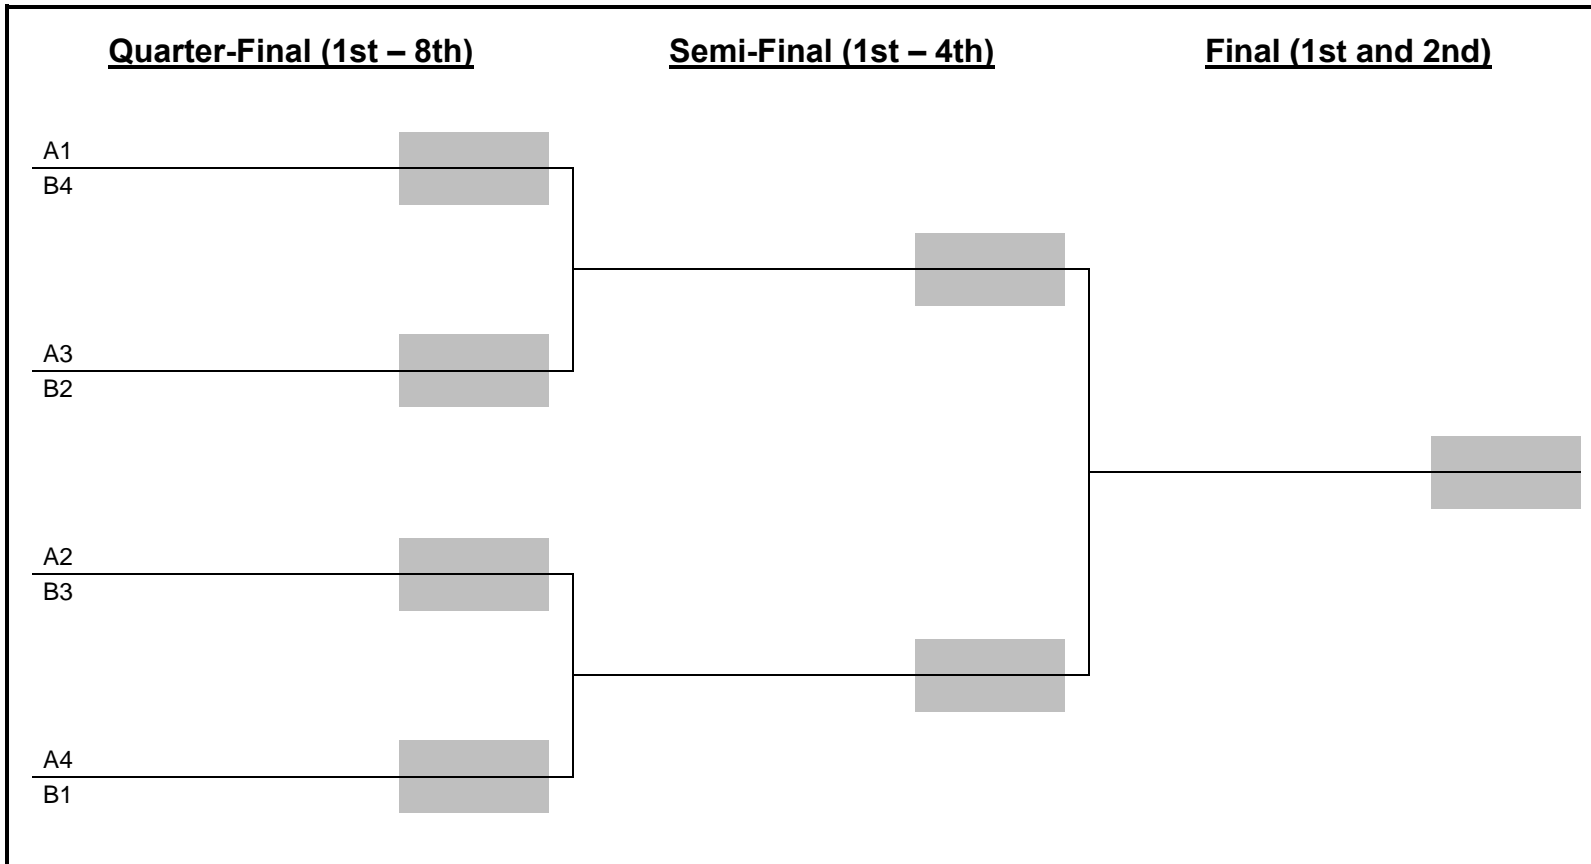 Quarter-Final (1st – 8th)
Semi-Final (1st – 4th)
Final (1st and 2nd)
A1
B4
A3
B2
A2
B3
A4
B1